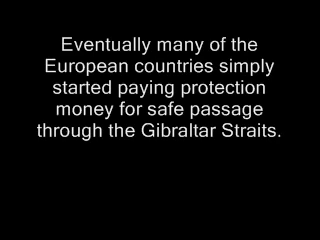 Eventually many of the
European countries simply
started paying protection
money for safe passage
through the Gibraltar Straits.